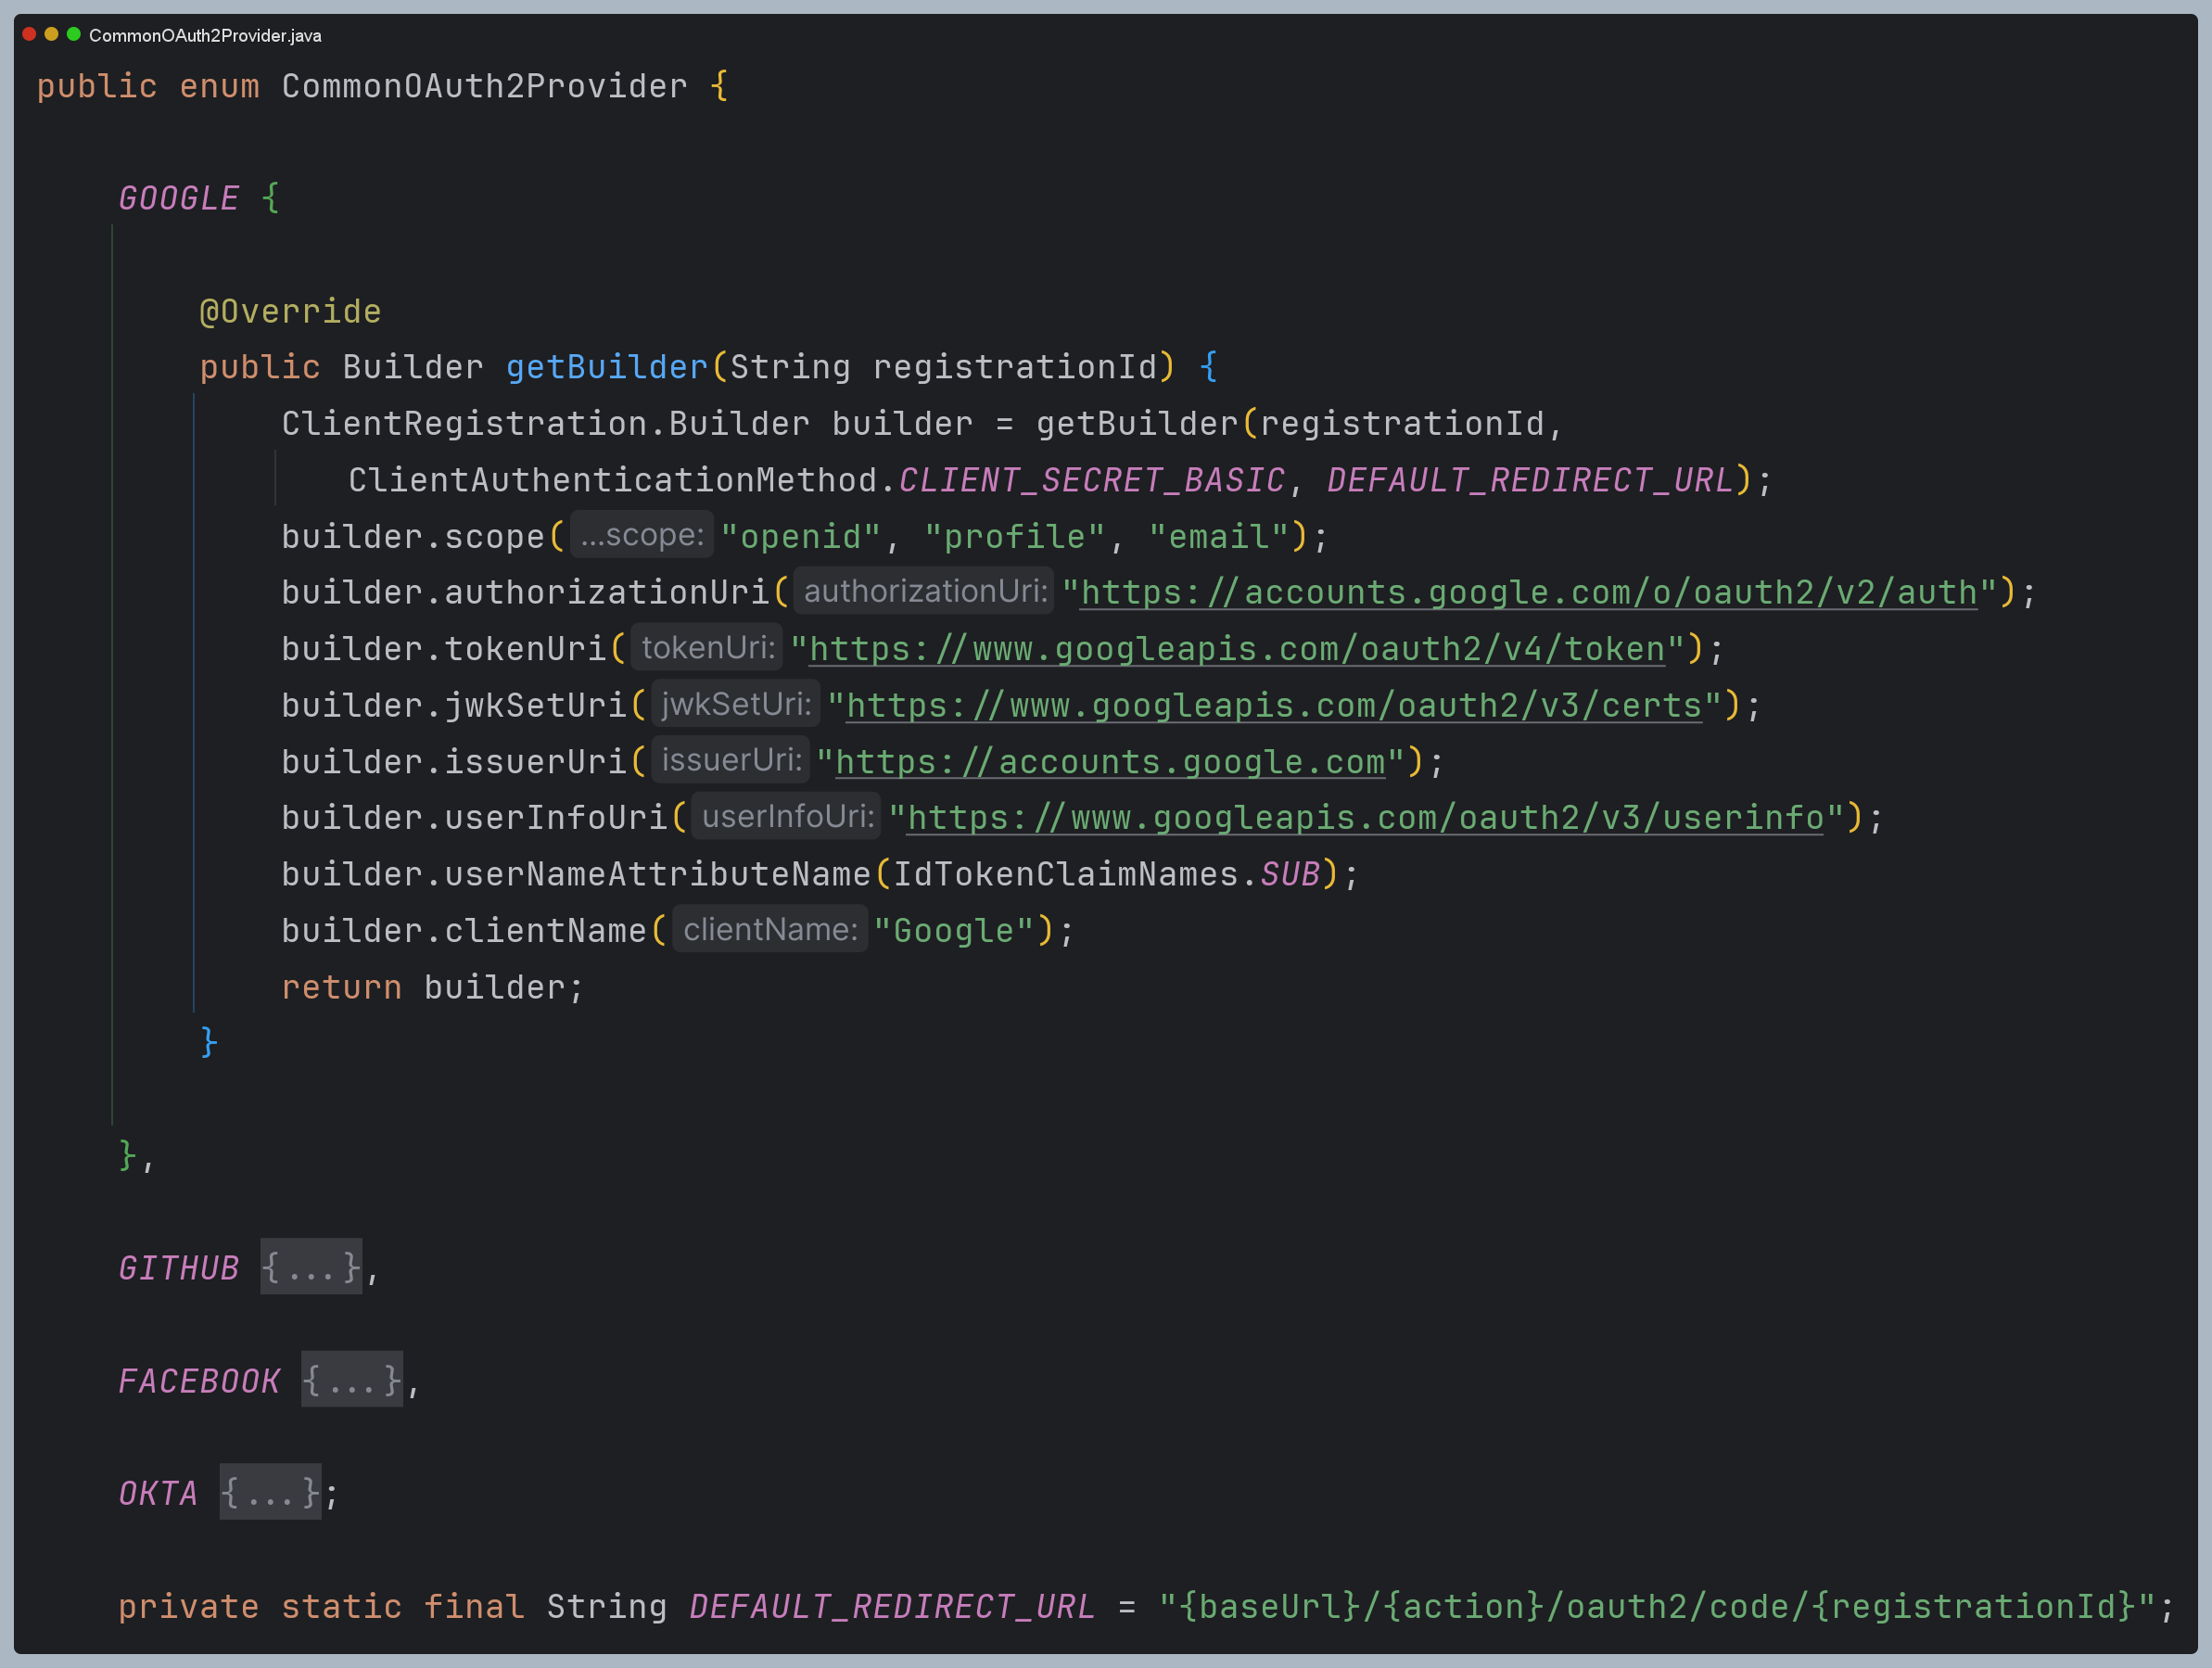 CommonOAuth2Provider.java
public enum CommonOAuth2Provider {
GOOGLE {
@Override
public Builder getBuilder(String registrationId) {
ClientRegistration.Builder builder = getBuilder(registrationId,
ClientAuthenticationMethod.CLIENT_SECRET_BASIC, DEFAULT_REDIRECT_URL);
builder.scope( ...scope: "openid", "profile", "email");
builder.authorizationUri( authorizationUri: "https://accounts.google.com/o/oauth2/v2/auth");
builder.tokenUri( tokenUri: "https://www.googleapis.com/oauth2/v4/token");
builder.jwkSetUri( jwkSetUri: "https://www.googleapis.com/oauth2/v3/certs");
builder.issuerUri( issuerUri: "https://accounts.google.com");
builder.userInfoUri( userInfoUri: "https://www.googleapis.com/oauth2/v3/userinfo");
builder.userNameAttributeName(IdTokenClaimNames.SUB);
builder.clientName( clientName: "Google");
return builder;
}
},
GITHUB {...},
FACEBOOK {...},
OKTA {...};
private static final String DEFAULT_REDIRECT_URL = "{baseUrl}/{action}/oauth2/code/{registrationId}";